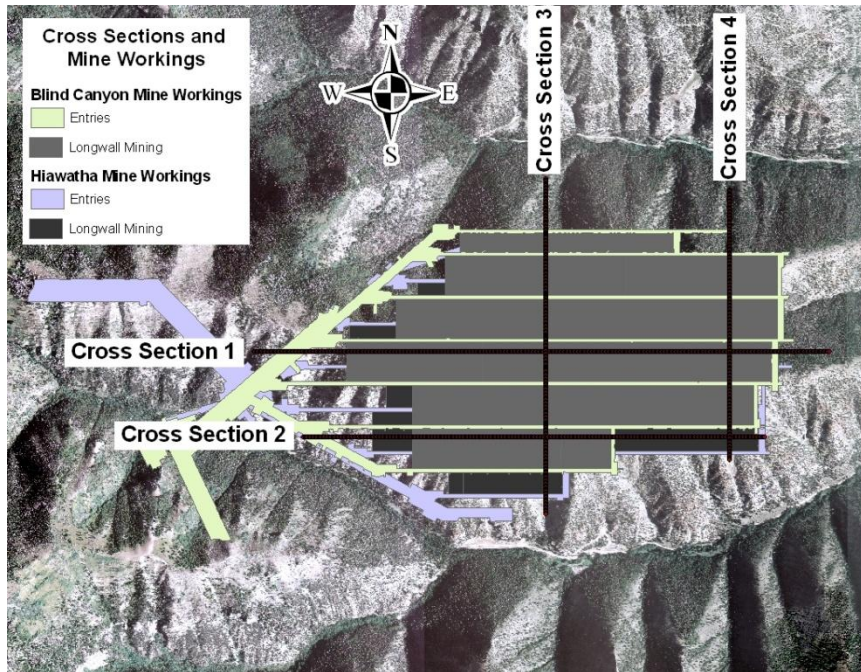 Cross Sections and
Mine Workings
Blind Canyon Mine Workings
Entries
Longwall Mining
Hiawatha Mine Workings
Entries
Longwall Mining
N
W
E
S
Cross Section 3
Cross Section 4
Cross Section 1
Cross Section 2